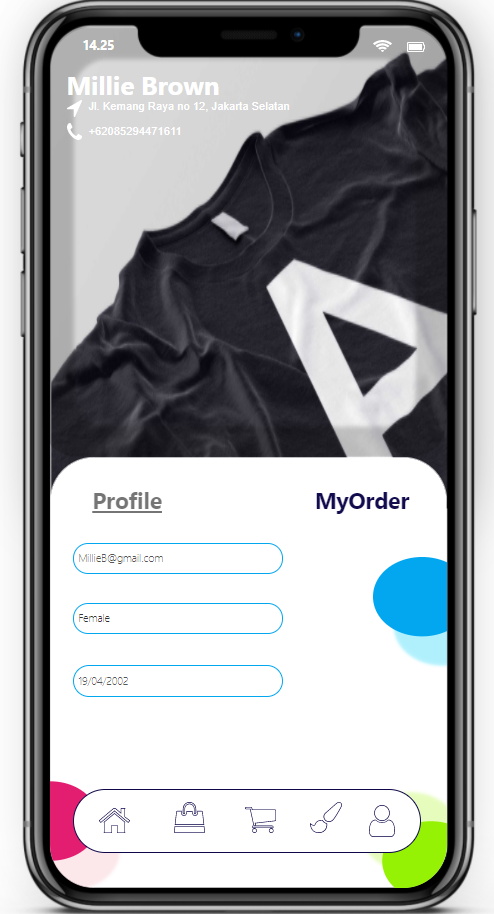 14.25
Millie Brown
Jl. Kemang Raya no 12, Jakarta Selatan
+62085294471611
A
Profile MyOrder
MillieB@gmail.com
Female
19/04/2002